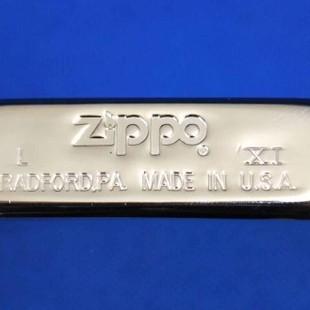 Zippo®
L XI
RADFORD,PA. MADE IN U.S.A.